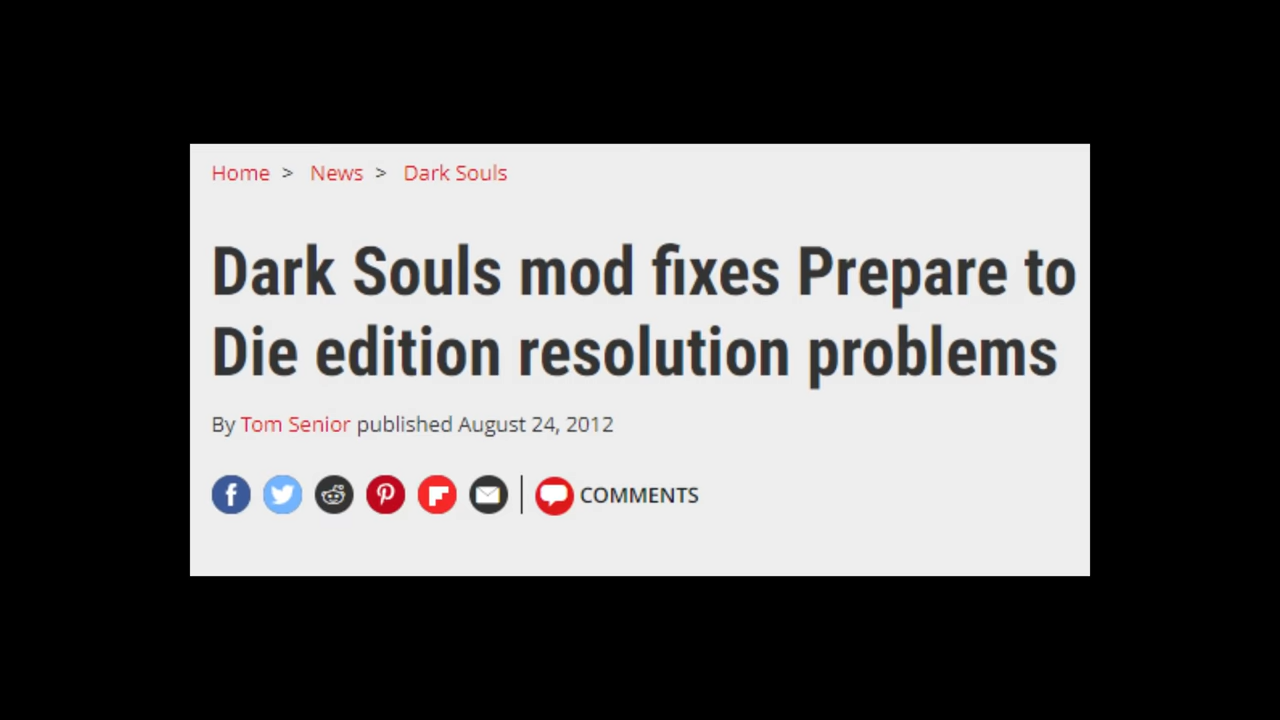 Home > News > Dark Souls
Dark Souls mod fixes Prepare to
Die edition resolution problems
By Tom Senior published August 24, 2012
COMMENTS